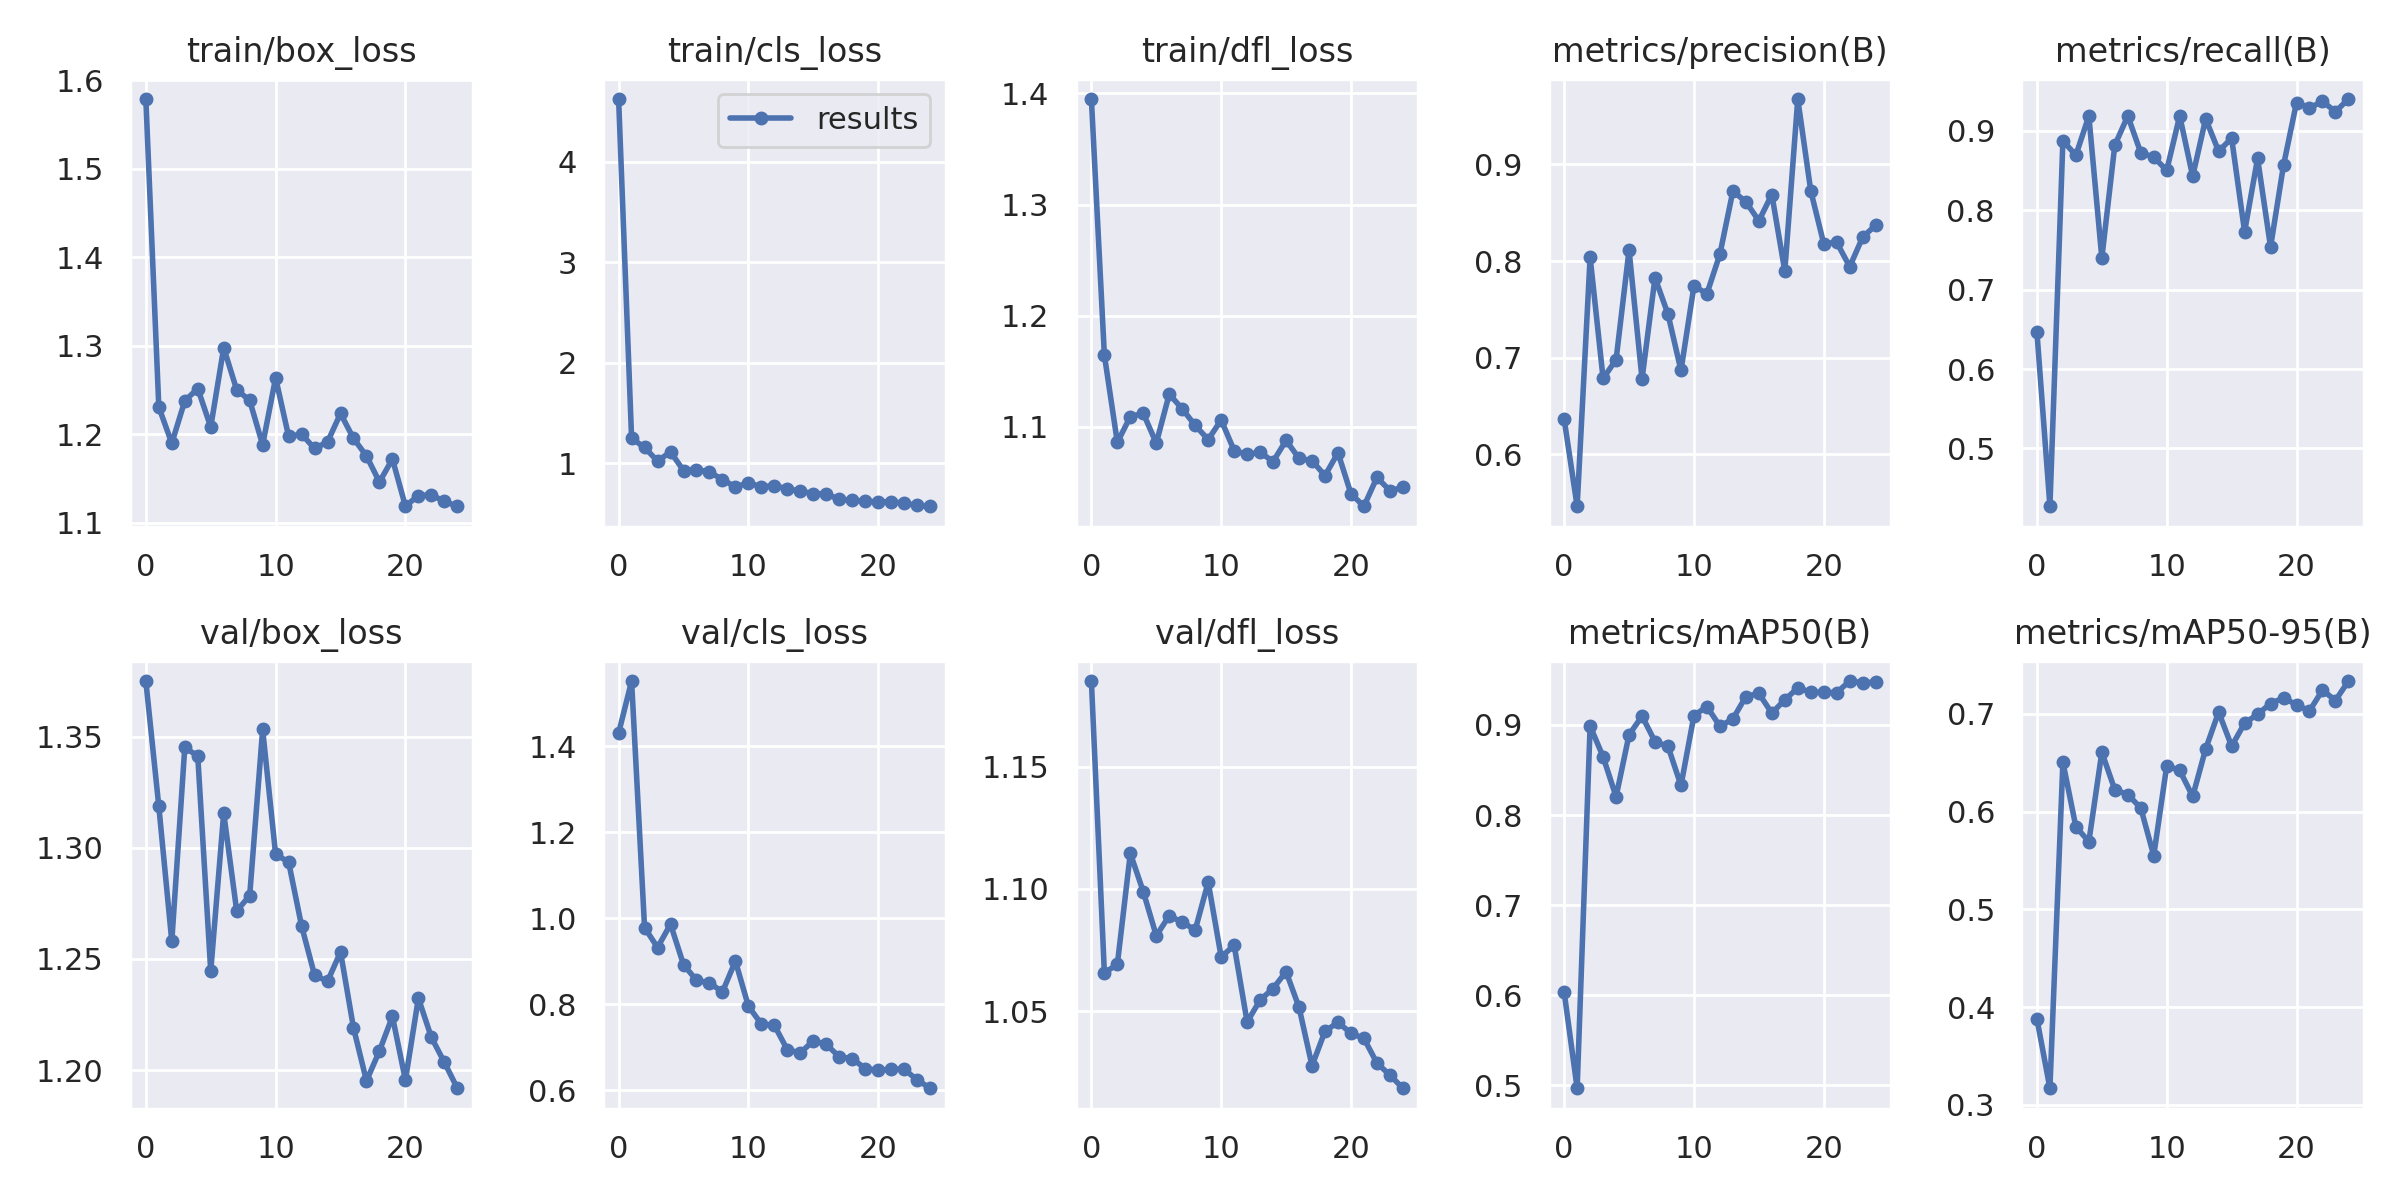 train/box_loss
train/cls_loss
train/dfl_loss
metrics/precision(B)
metrics/recall(B)
1.6
1.5
1.4
1.3
1.2
1.1
0 10 20
results
4
3
2
1
0 10 20
1.4
1.3
1.2
1.1
0 10 20
0.9
0.8
0.7
0.6
0 10 20
0.9
0.8
0.7
0.6
0.5
0 10 20
val/box_loss
val/cls_loss
val/dfl_loss
metrics/mAP50(B)
metrics/mAP50-95(B)
1.35
1.30
1.25
1.20
0 10 20
1.4
1.2
1.0
0.8
0.6
0 10 20
1.15
1.10
1.05
0 10 20
0.9
0.8
0.7
0.6
0.5
0 10 20
0.7
0.6
0.5
0.4
0.3
0 10 20